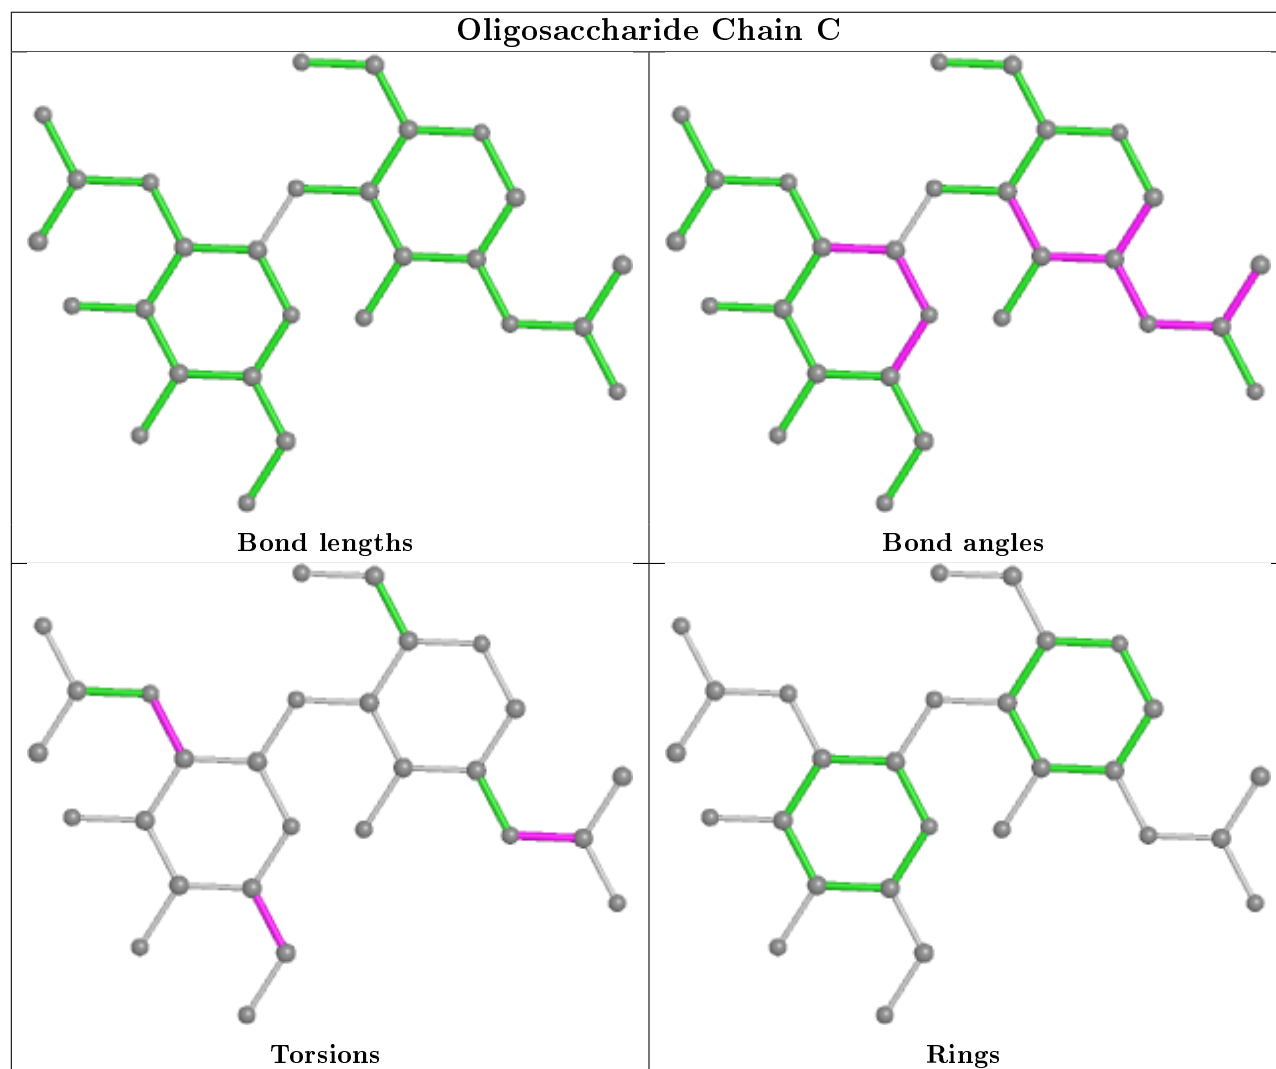 Oligosaccharide Chain C
Bond lengths
Bond angles
Torsions
Rings